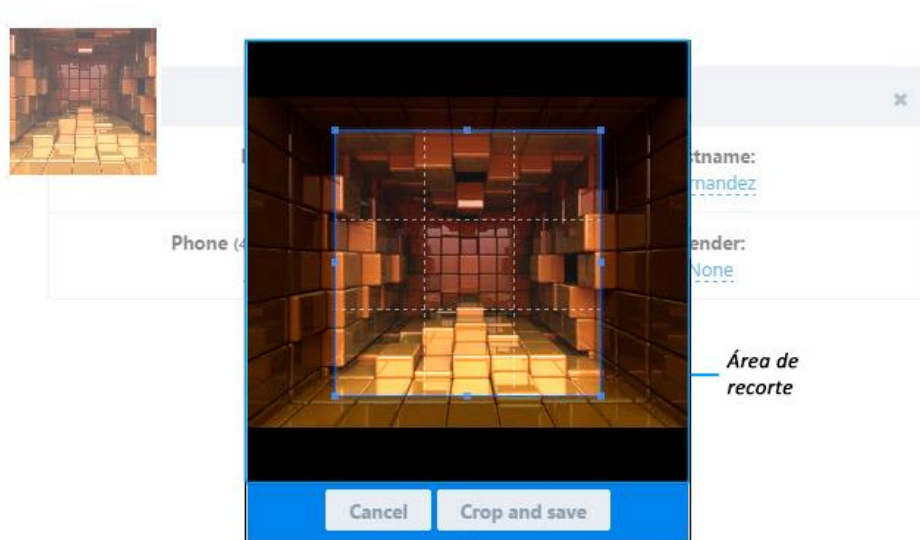 ✖
stname:
rnandez
Phone (4
ender:
None
Área de
recorte
Cancel
Crop and save